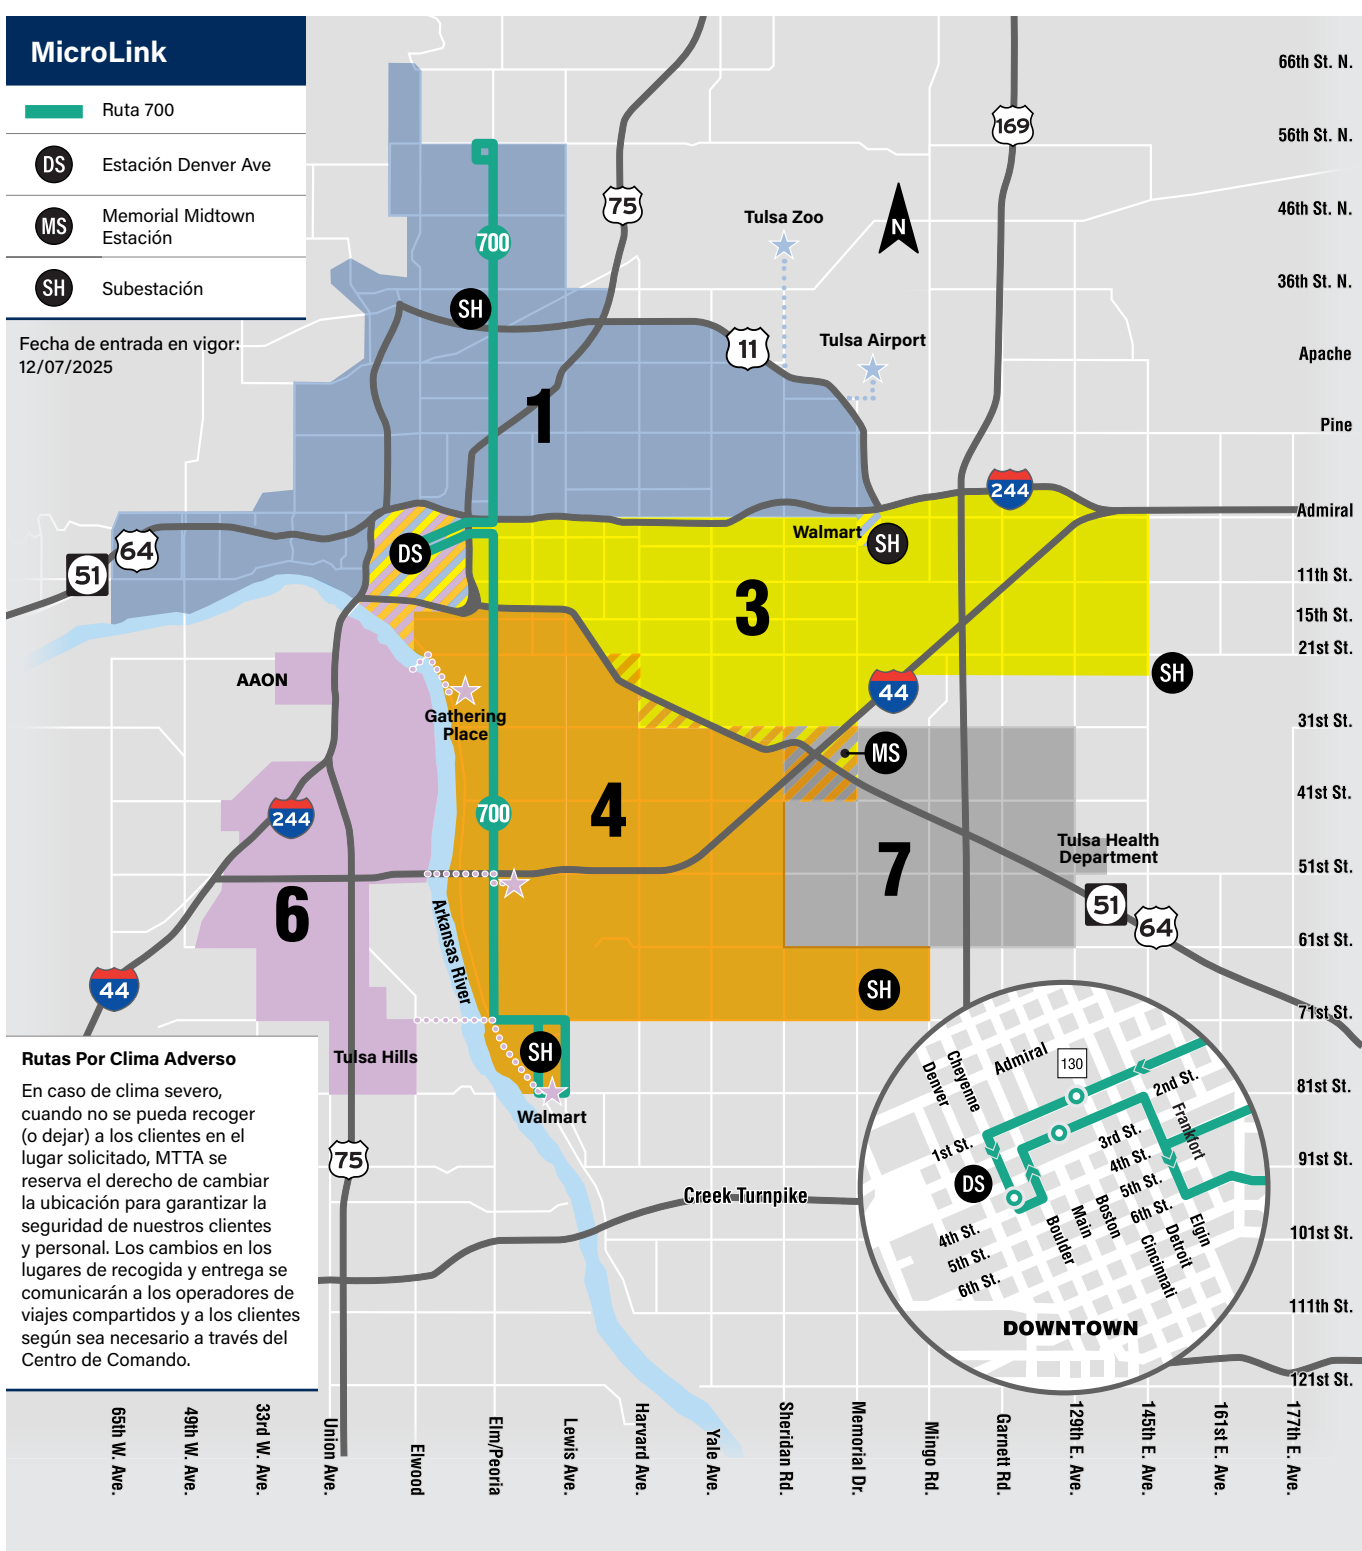 MicroLink
Ruta 700
DS
Estación Denver Ave
MS
Memorial Midtown
Estación
SH
Subestación
Fecha de entrada en vigor:
12/07/2025
66th St. N.
56th St. N.
46th St. N.
36th St. N.
Apache
Pine
Admiral
11th St.
15th St.
21st St.
31st St.
41st St.
51st St.
61st St.
71st St.
81st St.
91st St.
101st St.
111th St.
121st St.
169
75
Tulsa Zoo
N
700
SH
11
Tulsa Airport
1
244
Walmart
SH
64
51
DS
3
AAON
SH
44
Gathering
Place
MS
4
700
244
Tulsa Health
Department
7
51
64
6
Arkansas River
44
SH
SH
Tulsa Hills
Walmart
75
Creek Turnpike
Rutas Por Clima Adverso
En caso de clima severo,
cuando no se pueda recoger
(o dejar) a los clientes en el
lugar solicitado, MTTA se
reserva el derecho de cambiar
la ubicación para garantizar la
seguridad de nuestros clientes
y personal. Los cambios en los
lugares de recogida y entrega se
comunicarán a los operadores de
viajes compartidos y a los clientes
según sea necesario a través del
Centro de Comando.
Denver
Cheyenne
Admiral
130
2nd St.
Frankfort
1st St.
3rd St.
4th St.
5th St.
6th St.
DS
4th St.
5th St.
6th St.
Boulder
Main
Boston
Cincinnati
Detroit
Elgin
DOWNTOWN
65th W. Ave.
49th W. Ave.
33rd W. Ave.
Union Ave.
Elwood
Elm/Peoria
Lewis Ave.
Harvard Ave.
Yale Ave.
Sheridan Rd.
Memorial Dr.
Mingo Rd.
Garnett Rd.
129th E. Ave.
145th E. Ave.
161st E. Ave.
177th E. Ave.